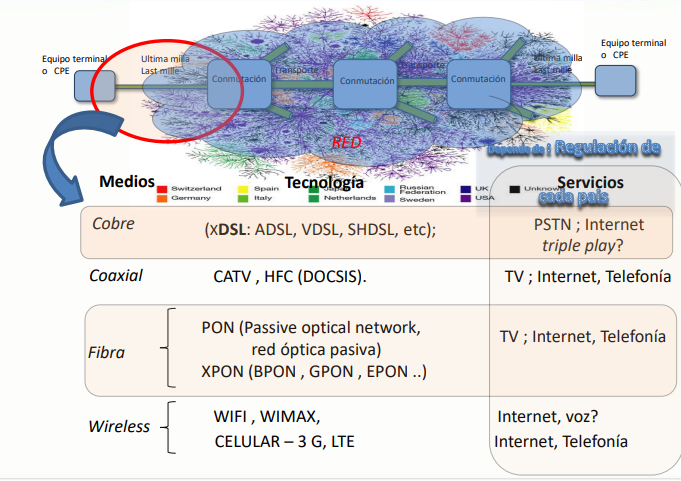 Equipo terminal
o CPE
Ultima milla
Last mille
Conmutación
Transporte
Conmutación
Transporte
Conmutación
Ultima milla
Last mille
Equipo terminal
o CPE
RED
Depende de : Regulación de
cada país
Medios
Tecnología
Servicios
Switzerland
Germany
Spain
Italy
Netherlands
Russian
Federation
Sweden
UK
USA
Unknown
Cobre
(xDSL: ADSL, VDSL, SHDSL, etc);
PSTN ; Internet
triple play?
Coaxial
CATV , HFC (DOCSIS).
TV ; Internet, Telefonía
Fibra
PON (Passive optical network,
red óptica pasiva)
XPON (BPON , GPON , EPON ..)
TV ; Internet, Telefonía
Wireless
WIFI , WIMAX,
CELULAR – 3 G, LTE
Internet, voz?
Internet, Telefonía